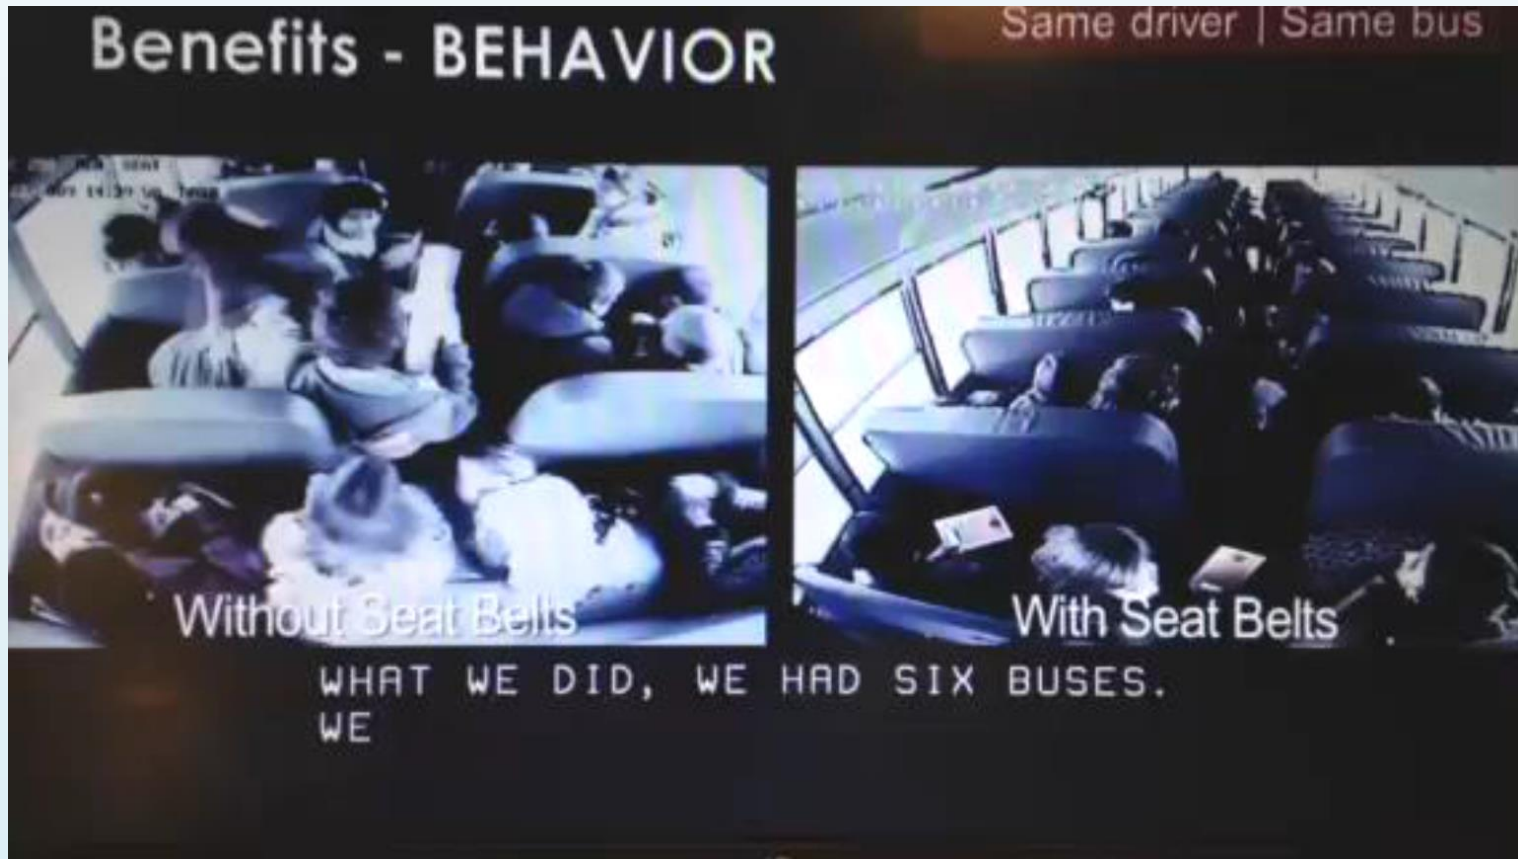 Benefits - BEHAVIOR
Same driver | Same bus
Without Seat Belts
With Seat Belts
WHAT WE DID, WE HAD SIX BUSES.
WE